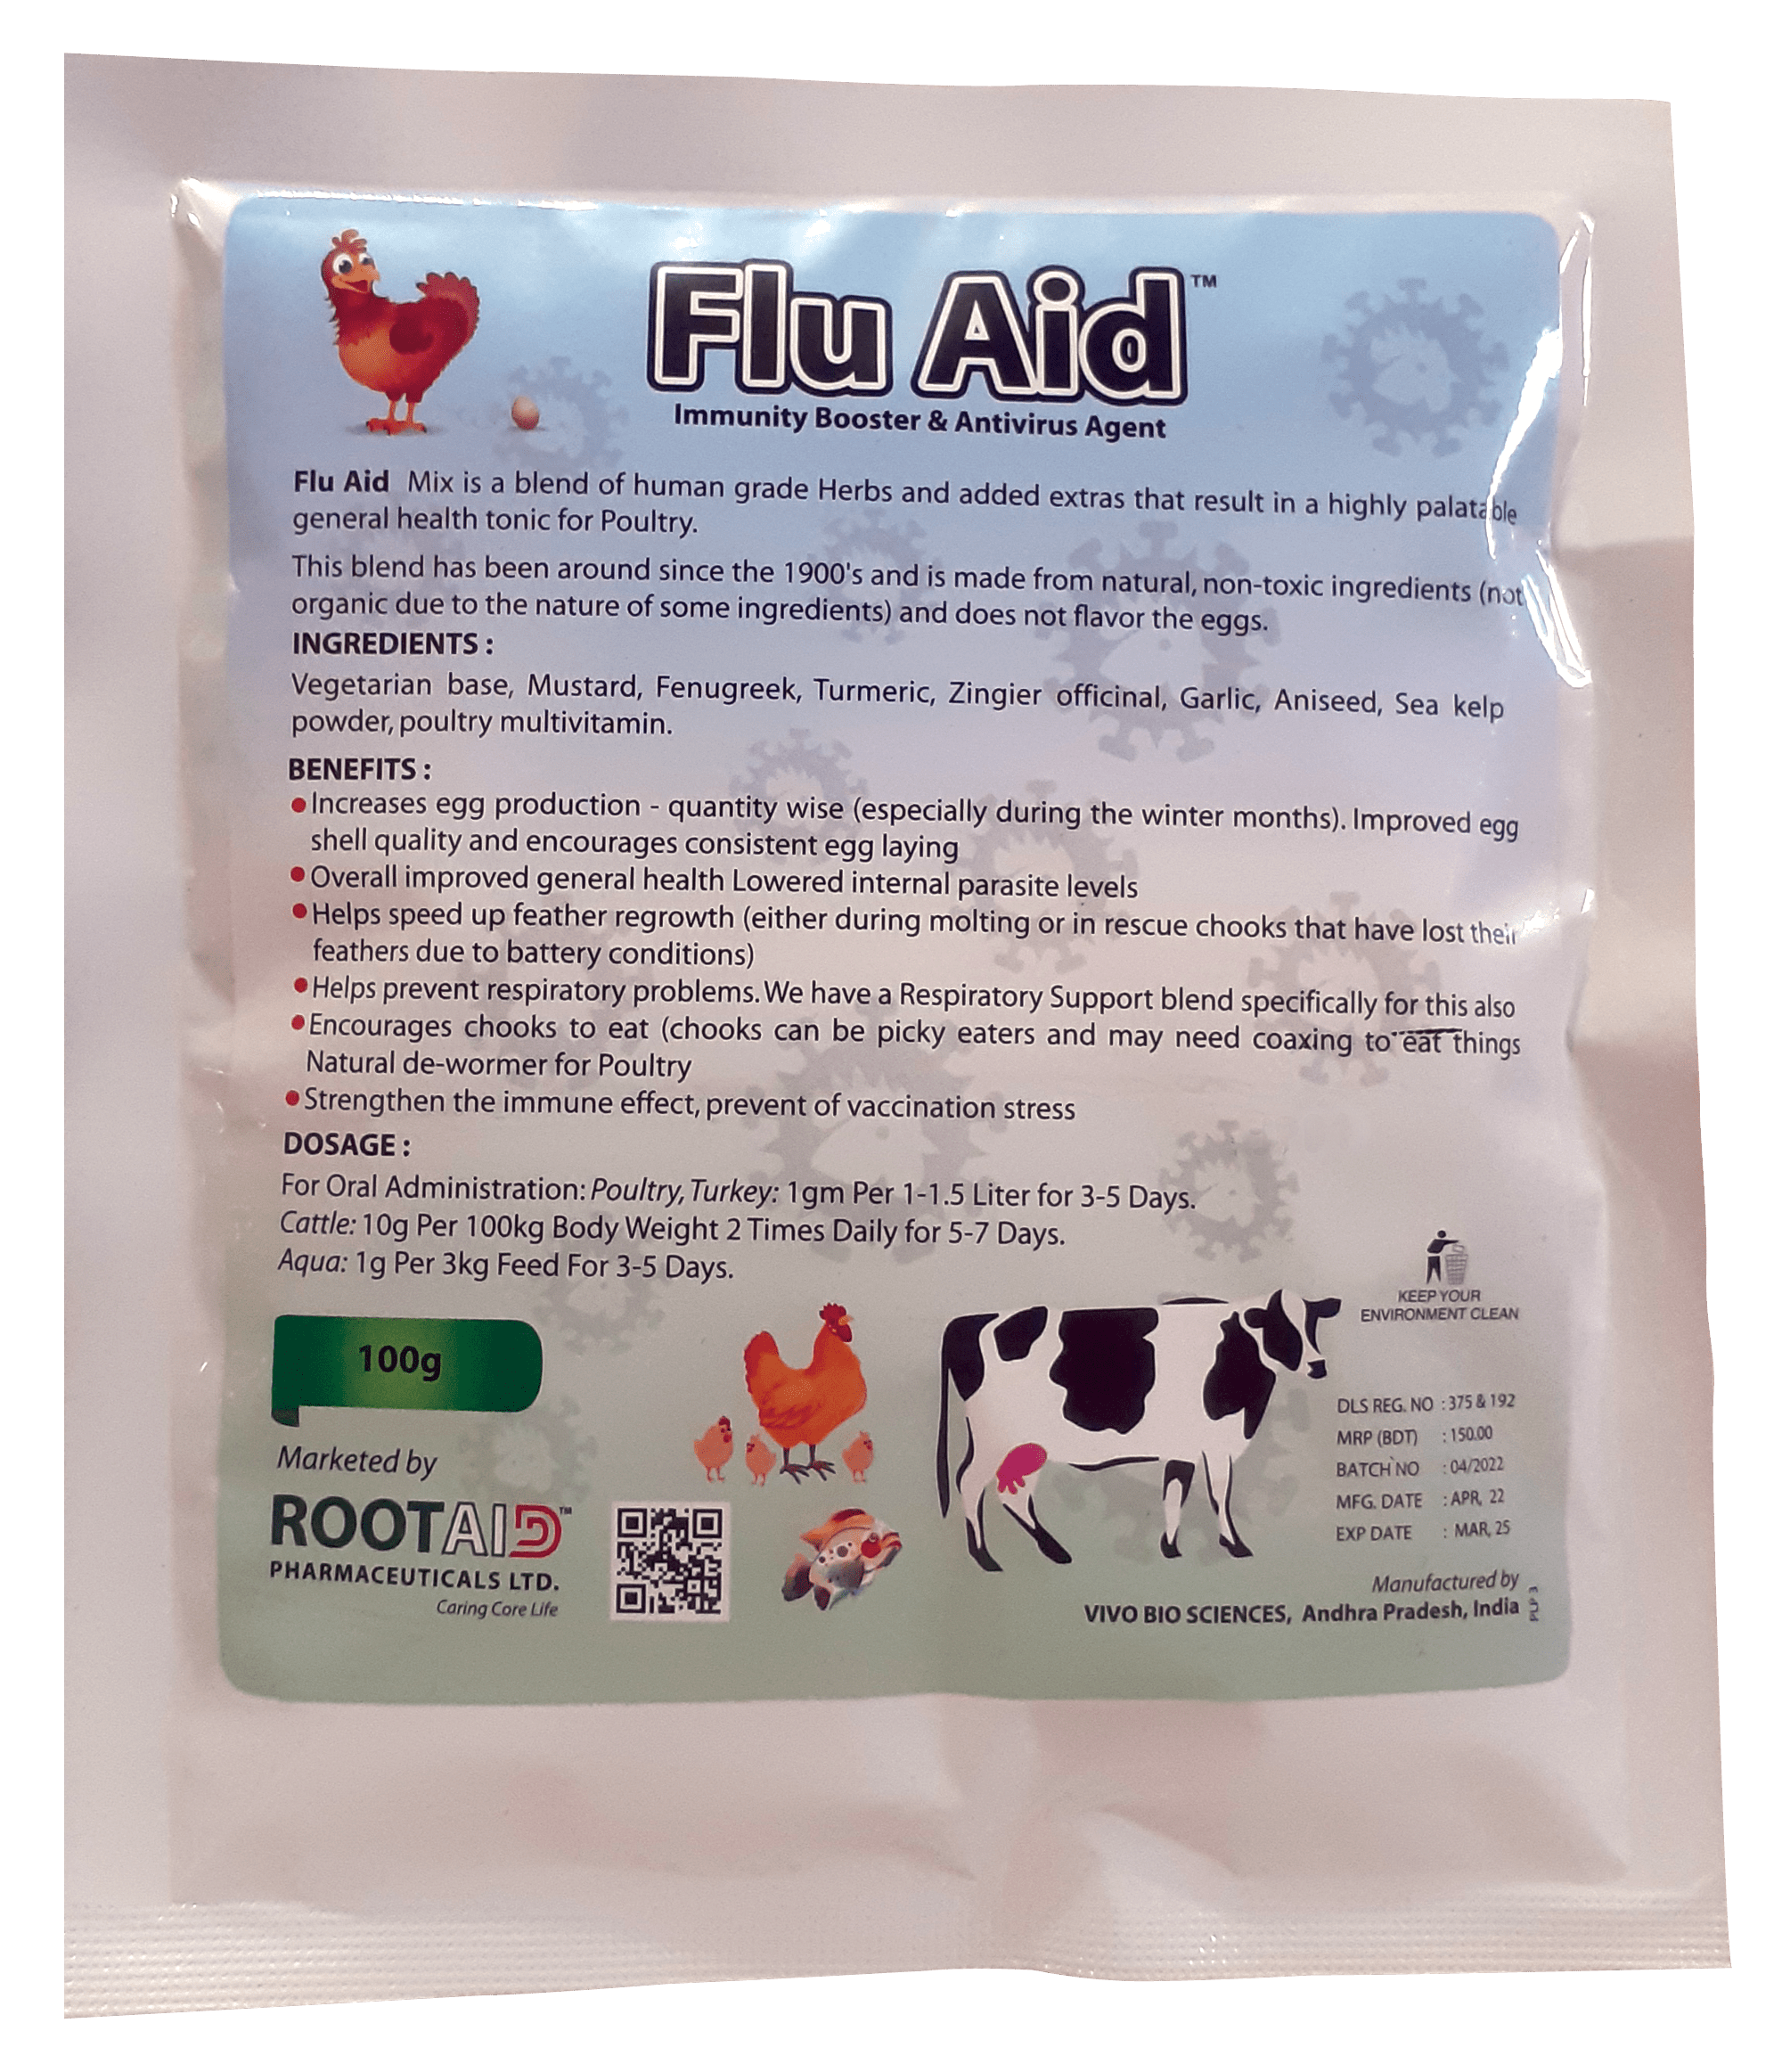 Flu Aid™
Immunity Booster & Antivirus Agent
Flu Aid Mix is a blend of human grade Herbs and added extras that result in a highly palatable
general health tonic for Poultry.
This blend has been around since the 1900's and is made from natural, non-toxic ingredients (not
organic due to the nature of some ingredients) and does not flavor the eggs.
INGREDIENTS :
Vegetarian base, Mustard, Fenugreek, Turmeric, Zingier officinal, Garlic, Aniseed, Sea kelp
powder, poultry multivitamin.
BENEFITS :
● Increases egg production - quantity wise (especially during the winter months). Improved egg
shell quality and encourages consistent egg laying
● Overall improved general health Lowered internal parasite levels
● Helps speed up feather regrowth (either during molting or in rescue chooks that have lost their
feathers due to battery conditions)
● Helps prevent respiratory problems. We have a Respiratory Support blend specifically for this also
● Encourages chooks to eat (chooks can be picky eaters and may need coaxing to eat things
Natural de-wormer for Poultry
● Strengthen the immune effect, prevent of vaccination stress
DOSAGE :
For Oral Administration: Poultry, Turkey: 1gm Per 1-1.5 Liter for 3-5 Days.
Cattle: 10g Per 100kg Body Weight 2 Times Daily for 5-7 Days.
Aqua: 1g Per 3kg Feed For 3-5 Days.
KEEP YOUR
ENVIRONMENT CLEAN
100g
DLS REG. NO : 375 & 192
MRP (BDT) : 150.00
BATCH NO : 04/2022
MFG. DATE : APR, 22
EXP DATE : MAR, 25
Marketed by
ROOTAID™
PHARMACEUTICALS LTD.
Caring Core Life
Manufactured by
VIVO BIO SCIENCES, Andhra Pradesh, India